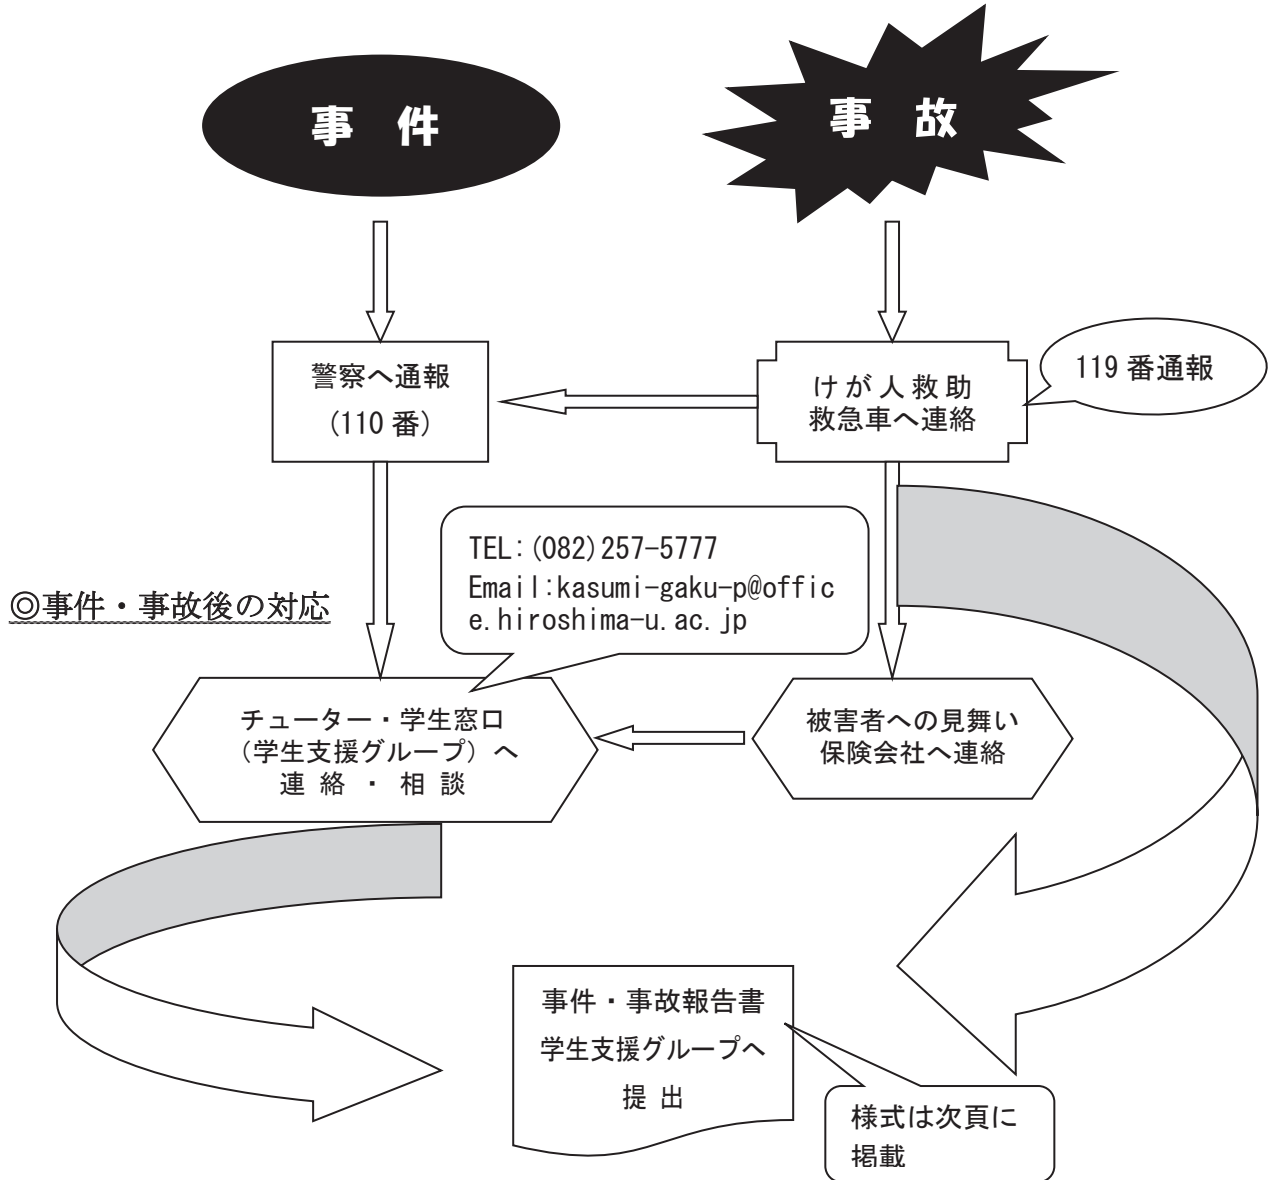 事 件
事 故
警察へ通報
(110 番)
けが人救助
救急車へ連絡
119 番通報
TEL:(082)257-5777
Email:kasumi-gaku-p@offic
e.hiroshima-u.ac.jp
◎事件・事故後の対応
チューター・学生窓口
(学生支援グループ)へ
連 絡 ・ 相 談
被害者への見舞い
保険会社へ連絡
事件・事故報告書
学生支援グループへ
提 出
様式は次頁に
掲載